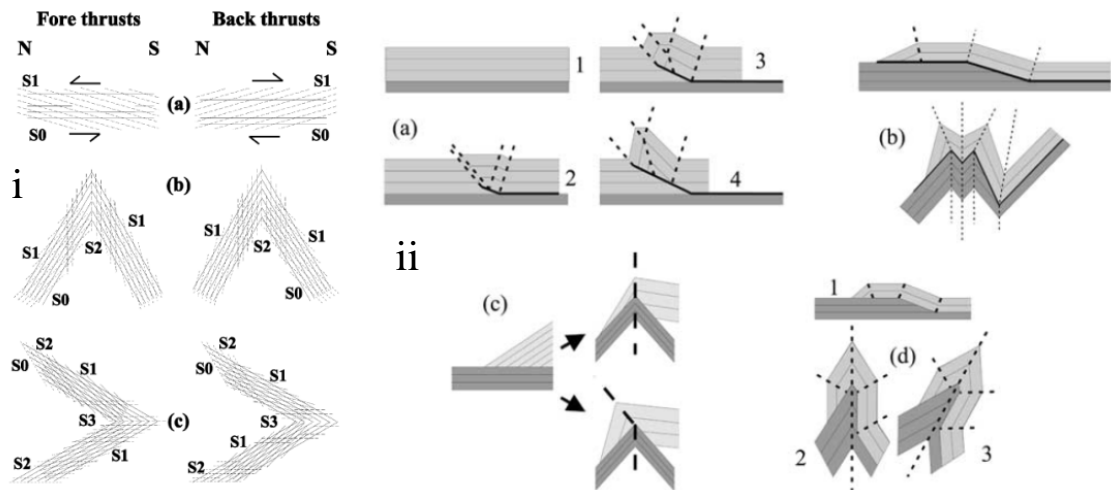 Fore thrusts Back thrusts
N S N S
S1 S1
(a)
S0 S0
i
(b)
S1 S1 S1 S1
S2 S2
S0 S0
S2 S2
S0 S1 S0 S1
S3 (c) S3
S1 S1
S2 S2
ii
1 3
(a)
2 4
(b)
(c)
1
(d)
2 3